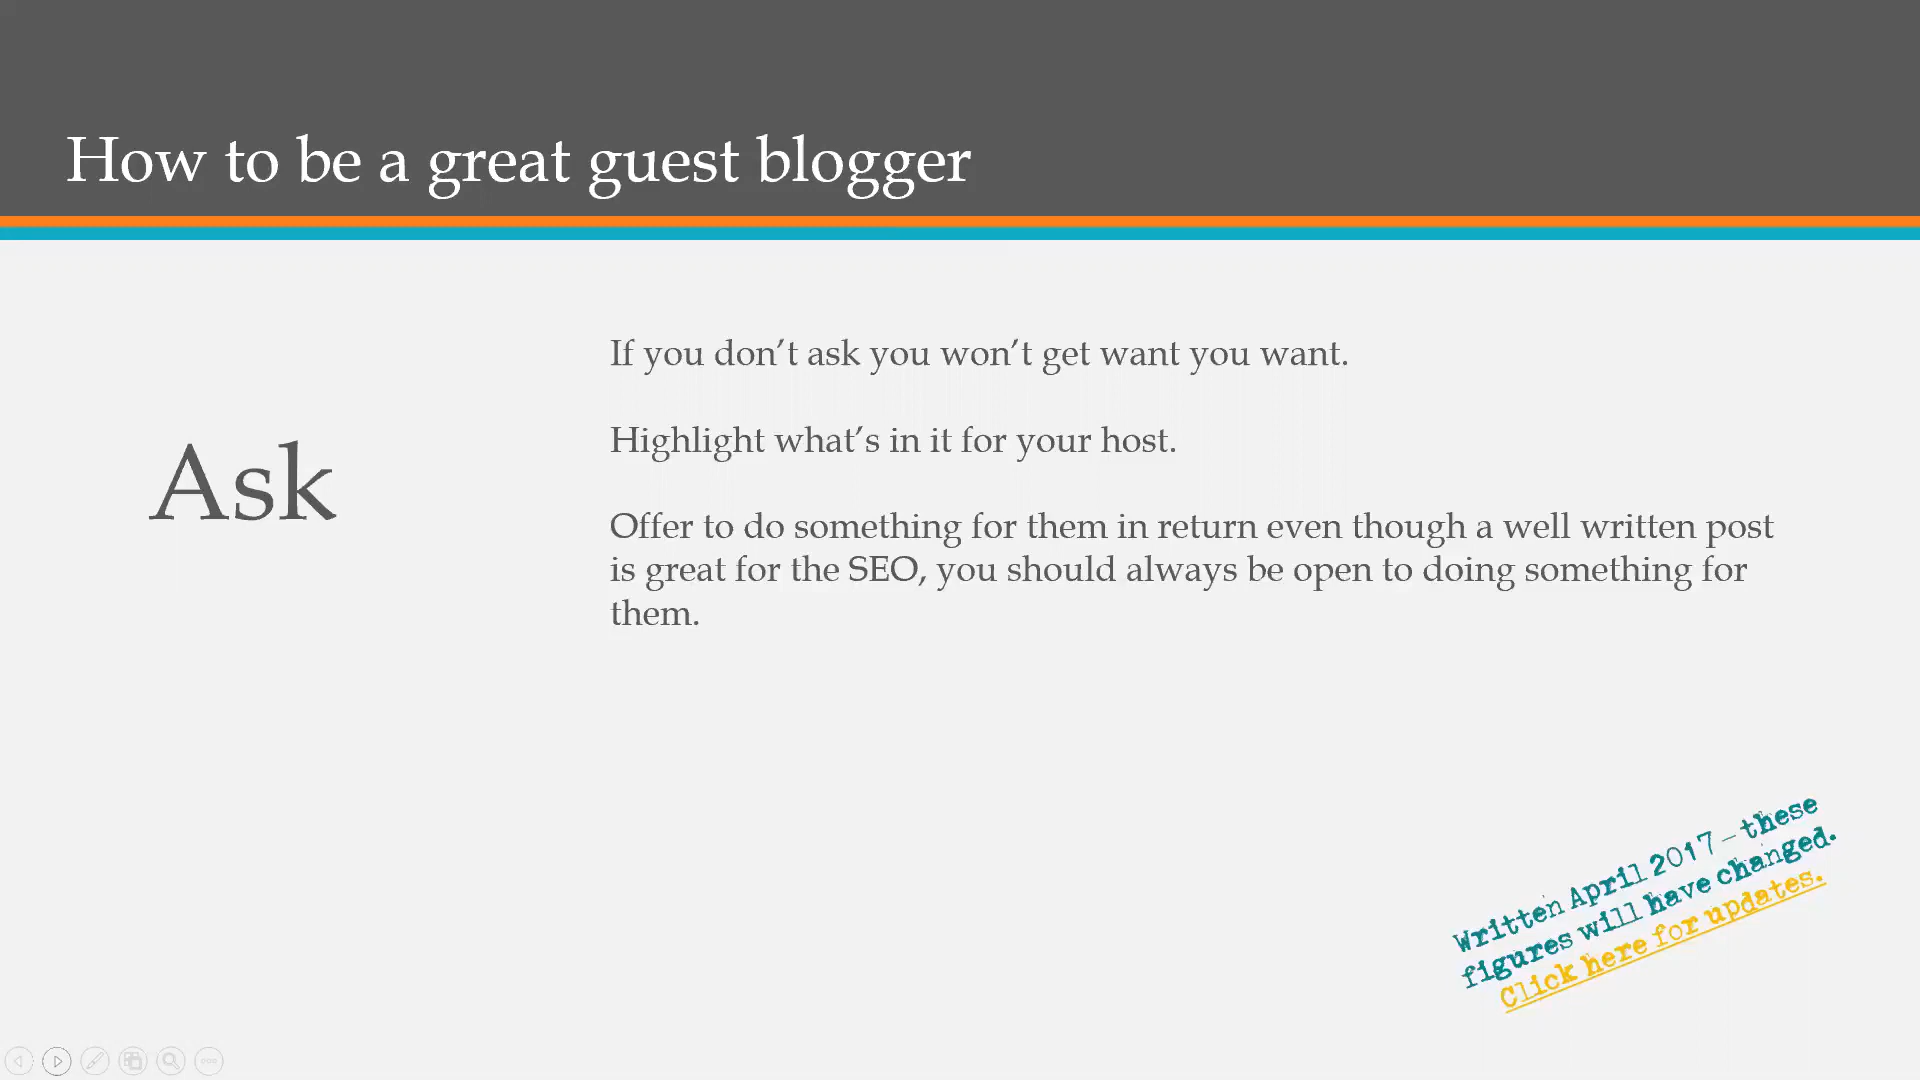 How to be a great guest blogger
Ask
If you don’t ask you won’t get want you want.
Highlight what’s in it for your host.
Offer to do something for them in return even though a well written post
is great for the SEO, you should always be open to doing something for
them.
Written April 2017 – these
figures will have changed.
Click here for updates.